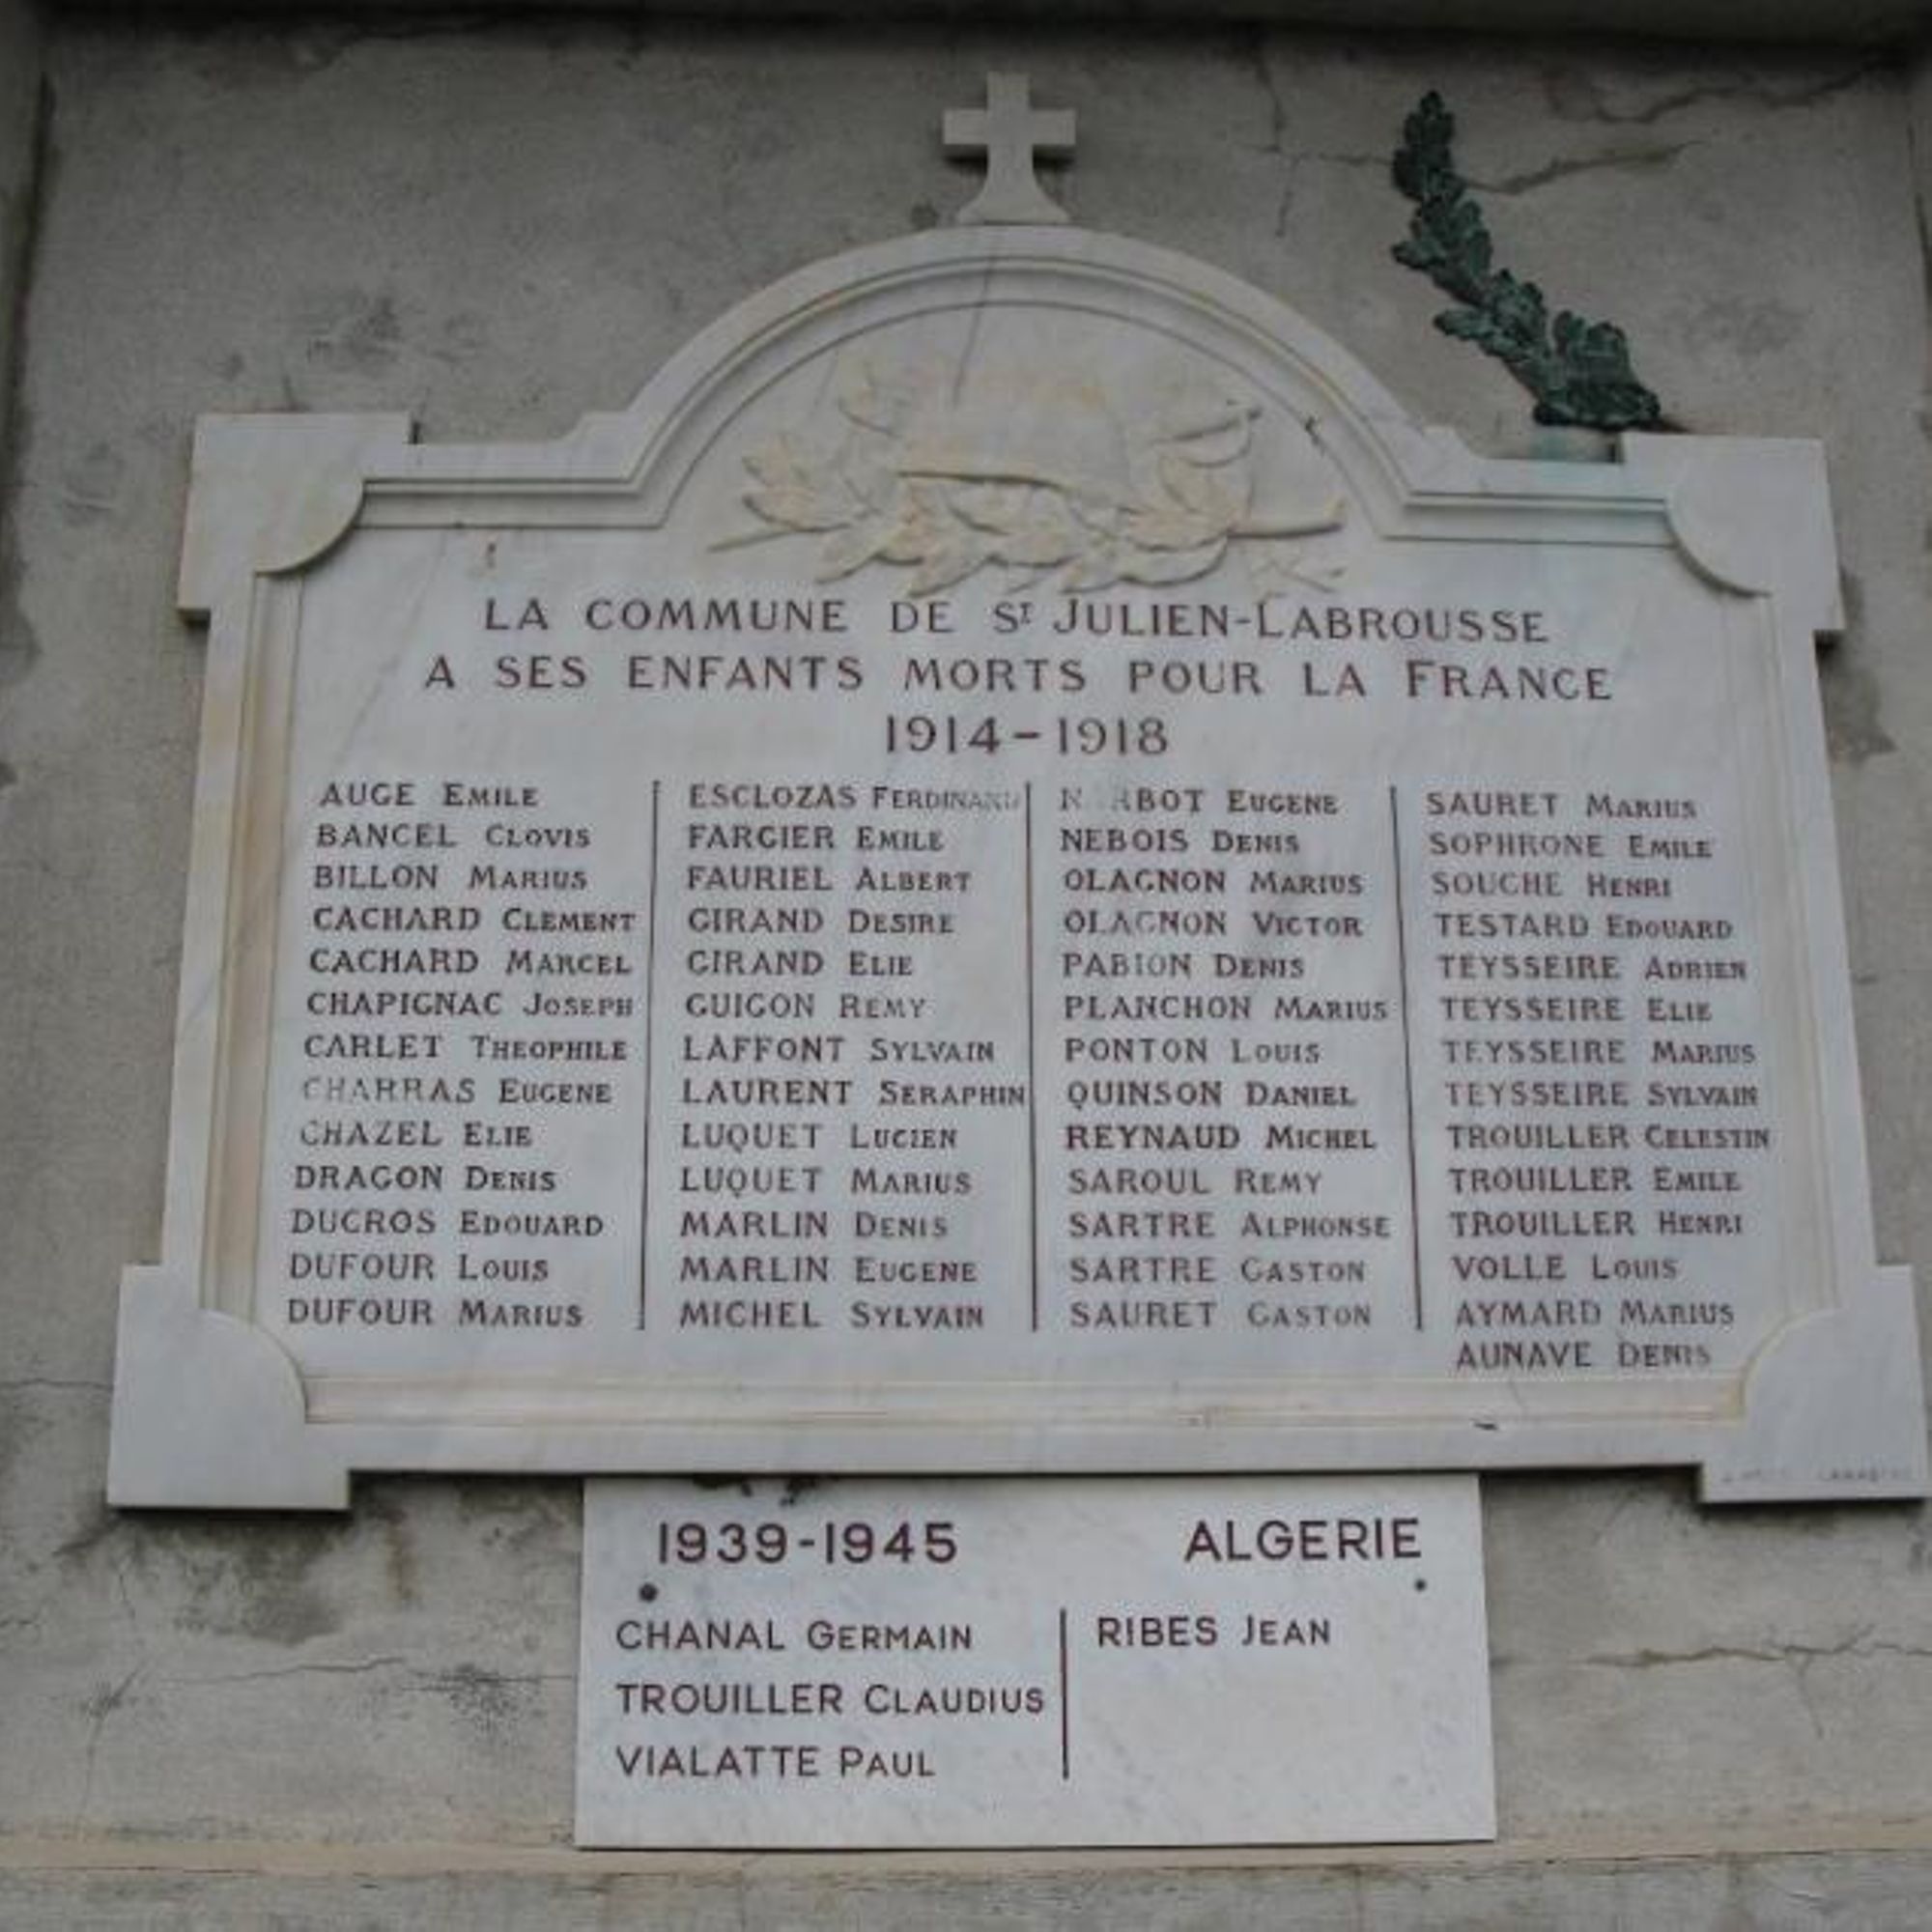 LA COMMUNE DE ST JULIEN-LABROUSSE
A SES ENFANTS MORTS POUR LA FRANCE
1914-1918
AUGE EMILE
BANCEL CLOVIS
BILLON MARIUS
CACHARD CLEMENT
CACHARD MARCEL
CHAPIGNAC JOSEPH
CARLET THEOPHILE
CHARRAS EUGENE
CHAZEL ELIE
DRAGON DENIS
DUCROS EDOUARD
DUFOUR LOUIS
DUFOUR MARIUS
ESCLOZAS FERDINAND
FARGIER EMILE
FAURIEL ALBERT
GIRAND DESIRE
GIRAND ELIE
GUIGON REMY
LAFFONT SYLVAIN
LAURENT SERAPHIN
LUQUET LUCIEN
LUQUET MARIUS
MARLIN DENIS
MARLIN EUGENE
MICHEL SYLVAIN
EUGENE
NEBOIS DENIS
OLAGNON MARIUS
OLAGNON VICTOR
PABION DENIS
PLANCHON MARIUS
PONTON LOUIS
QUINSON DANIEL
REYNAUD MICHEL
SAROUL REMY
SARTRE ALPHONSE
SARTRE GASTON
SAURET GASTON
SAURET MARIUS
SOPHRONE EMILE
SOUCHE HENRI
TESTARD EDOUARD
TEYSSEIRE ADRIEN
TEYSSEIRE ELIE
TEYSSEIRE MARIUS
TEYSSEIRE SYLVAIN
TROUILLER CELESTIN
TROUILLER EMILE
TROUILLER HENRI
VOLLE LOUIS
AYMARD MARIUS
AUNAVE DENIS
1939-1945
CHANAL GERMAIN
TROUILLER CLAUDIUS
VIALATTE PAUL
ALGERIE
RIBES JEAN